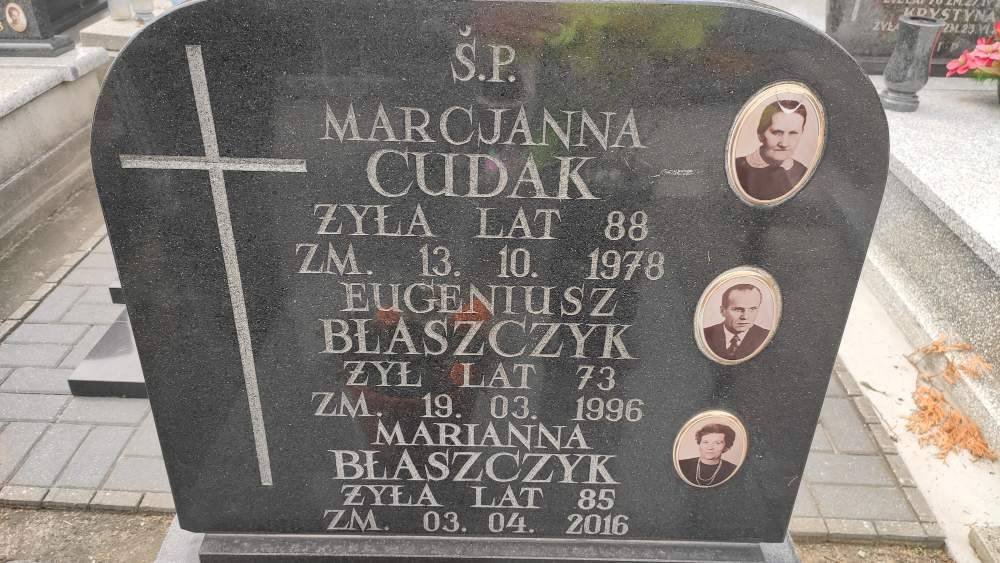 Ś.P.
MARCJANNA
CUDAK
ŻYŁA LAT 88
ZM. 13. 10. 1978
EUGENIUSZ
BŁASZCZYK
ŻYŁ LAT 73
ZM. 19. 03. 1996
MARIANNA
BŁASZCZYK
ŻYŁA LAT 85
ZM. 03. 04. 2016
KRYSTYNA